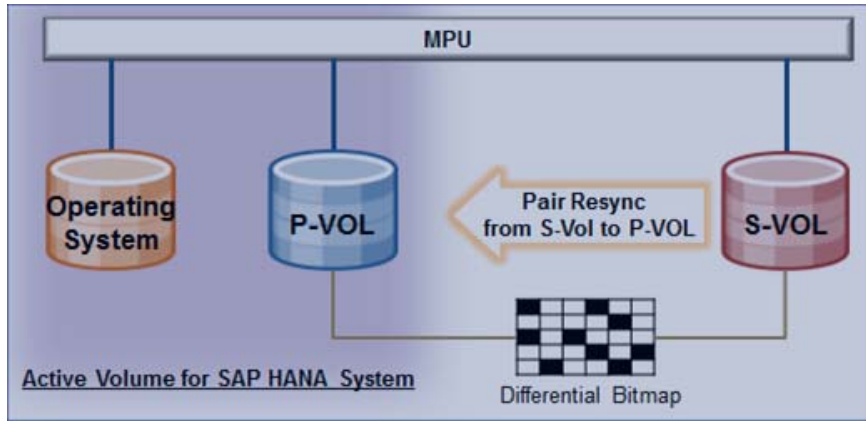 MPU
Operating
System
P-VOL
Pair Resync
from S-Vol to P-VOL
S-VOL
Active Volume for SAP HANA System
Differential Bitmap